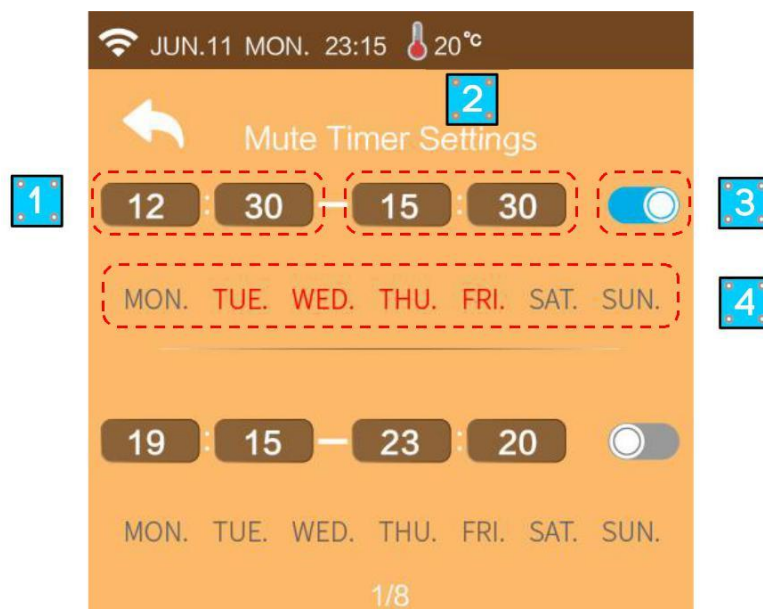 JUN.11 MON. 23:15 20°C
2
Mute Timer Settings
1 12 : 30 — 15 : 30 3
MON. TUE. WED. THU. FRI. SAT. SUN. 4
19 : 15 — 23 : 20
MON. TUE. WED. THU. FRI. SAT. SUN.
1/8